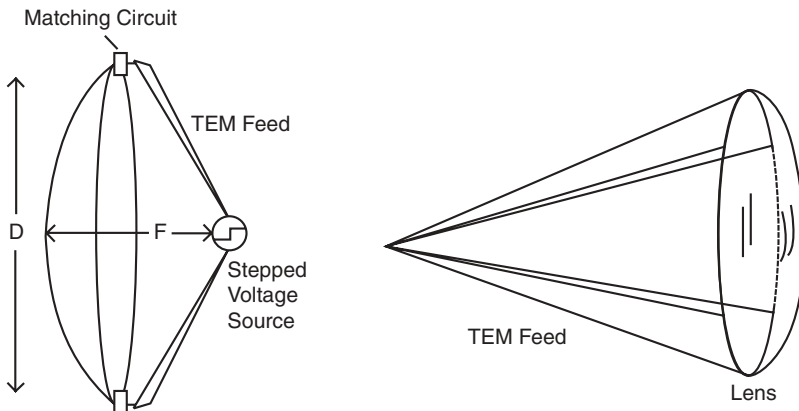 Matching Circuit
TEM Feed
D
F
Stepped
Voltage
Source
TEM Feed
Lens